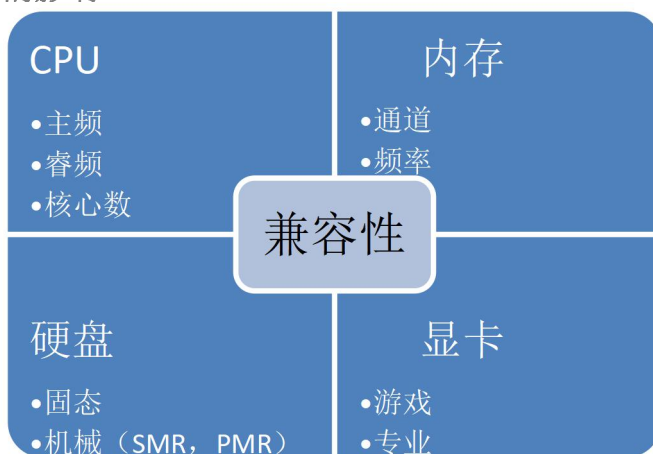 CPU
•主频
•睿频
•核心数
内存
•通道
•频率
兼容性
硬盘
•固态
•机械（SMR，PMR）
显卡
•游戏
•专业